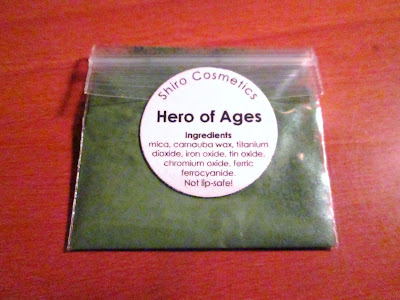 Shiro Cosmetics
Hero of Ages
Ingredients
mica, carnauba wax, titanium
dioxide, iron oxide, tin oxide,
chromium oxide, ferric
ferrocyanide.
Not lip-safe!